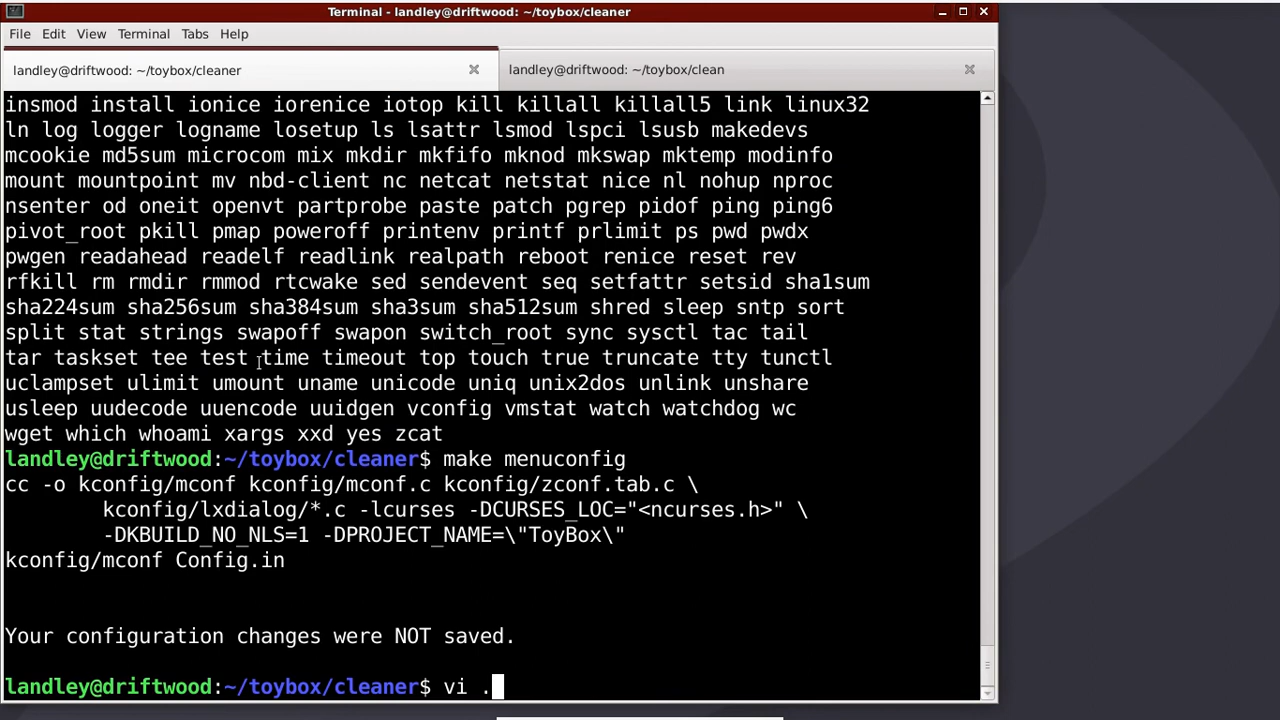 Terminal - landley@driftwood: ~/toybox/cleaner
File Edit View Terminal Tabs Help
landley@driftwood: ~/toybox/cleaner landley@driftwood: ~/toybox/clean
insmod install ionice iorenice iotop kill killall killall5 link linux32
ln log logger logname losetup ls lsattr lsmod lspci lsusb makedevs
mcookie md5sum microcom mix mkdir mkfifo mknod mkswap mktemp modinfo
mount mountpoint mv nbd-client nc netcat netstat nice nl nohup nproc
nsenter od oneit openvt partprobe paste patch pgrep pidof ping ping6
pivot_root pkill pmap poweroff printenv printf prlimit ps pwd pwdx
pwgen readahead readelf readlink realpath reboot renice reset rev
rfkill rm rmdir rmmod rtcwake sed sendevent seq setfattr setsid sha1sum
sha224sum sha256sum sha384sum sha3sum sha512sum shred sleep sntp sort
split stat strings swapoff swapon switch_root sync sysctl tac tail
tar taskset tee test time timeout top touch true truncate tty tunctl
uclampset ulimit umount uname unicode uniq unix2dos unlink unshare
usleep uudecode uuencode uuidgen vconfig vmstat watch watchdog wc
wget which whoami xargs xxd yes zcat
landley@driftwood:~/toybox/cleaner$ make menuconfig
cc -o kconfig/mconf kconfig/mconf.c kconfig/zconf.tab.c \
kconfig/lxdialog/*.c -lcurses -DCURSES_LOC="<ncurses.h>" \
-DKBUILD_NO_NLS=1 -DPROJECT_NAME=\"ToyBox\"
kconfig/mconf Config.in
Your configuration changes were NOT saved.
landley@driftwood:~/toybox/cleaner$ vi .